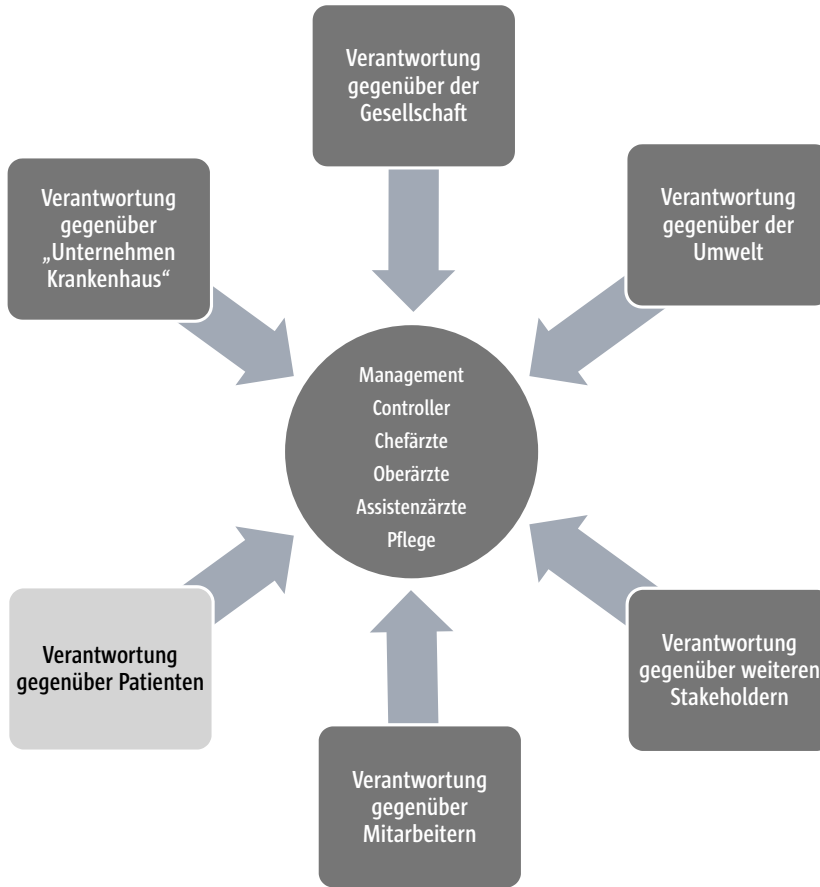 Verantwortung
gegenüber der
Gesellschaft
Verantwortung
gegenüber
„Unternehmen
Krankenhaus“
Verantwortung
gegenüber der
Umwelt
Management
Controller
Chefärzte
Oberärzte
Assistenzärzte
Pflege
Verantwortung
gegenüber Patienten
Verantwortung
gegenüber weiteren
Stakeholdern
Verantwortung
gegenüber
Mitarbeitern